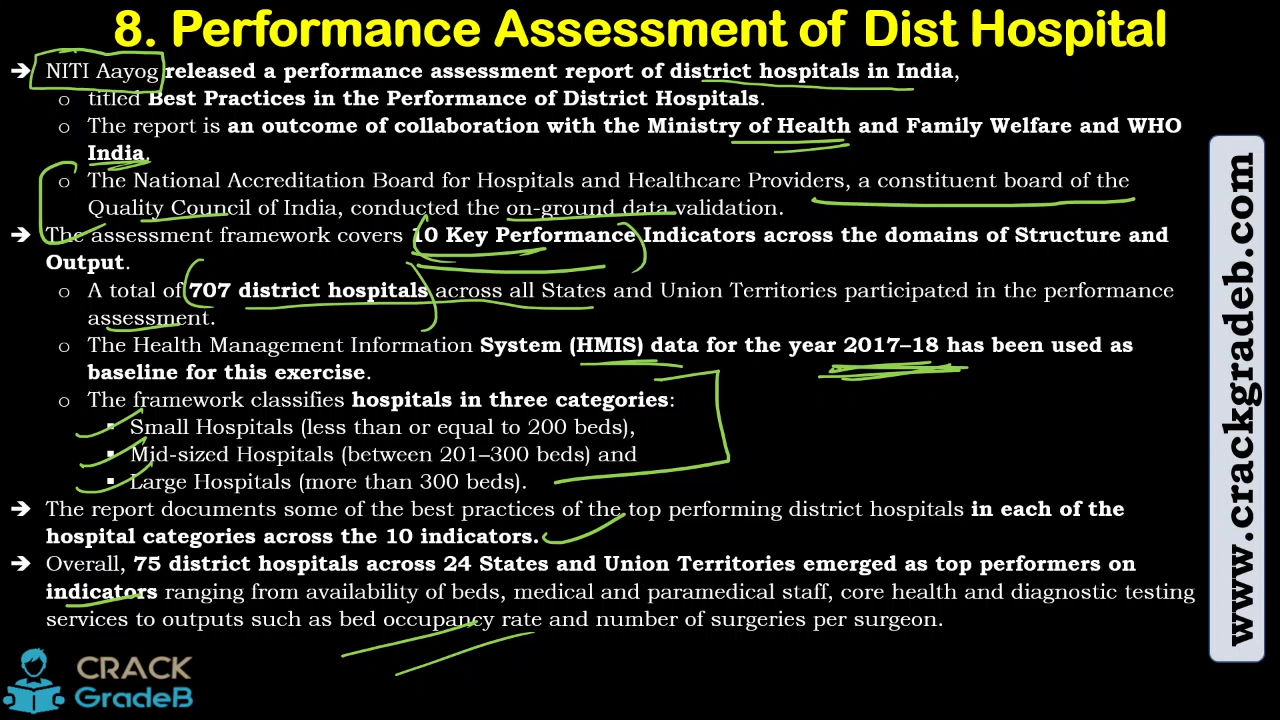 8. Performance Assessment of Dist Hospital
➔ NITI Aayog released a performance assessment report of district hospitals in India,
o titled Best Practices in the Performance of District Hospitals.
o The report is an outcome of collaboration with the Ministry of Health and Family Welfare and WHO
India.
o The National Accreditation Board for Hospitals and Healthcare Providers, a constituent board of the
Quality Council of India, conducted the on-ground data validation.
➔ The assessment framework covers 10 Key Performance Indicators across the domains of Structure and
Output.
o A total of 707 district hospitals across all States and Union Territories participated in the performance
assessment.
o The Health Management Information System (HMIS) data for the year 2017–18 has been used as
baseline for this exercise.
o The framework classifies hospitals in three categories:
▪ Small Hospitals (less than or equal to 200 beds),
▪ Mid-sized Hospitals (between 201–300 beds) and
▪ Large Hospitals (more than 300 beds).
➔ The report documents some of the best practices of the top performing district hospitals in each of the
hospital categories across the 10 indicators.
➔ Overall, 75 district hospitals across 24 States and Union Territories emerged as top performers on
indicators ranging from availability of beds, medical and paramedical staff, core health and diagnostic testing
services to outputs such as bed occupancy rate and number of surgeries per surgeon.
www.crackgradeb.com
CRACK
GradeB